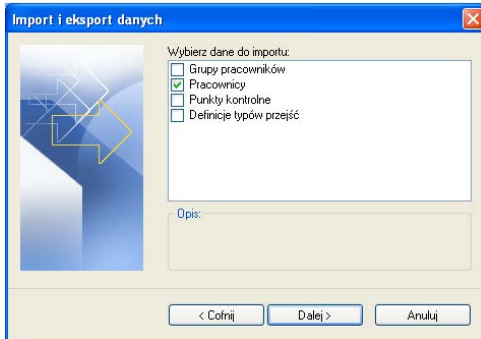 Import i eksport danych
Wybierz dane do importu:
Grupy pracowników
Pracownicy
Punkty kontrolne
Definicje typów przejść
Opis:
< Cofnij
Dalej >
Anuluj